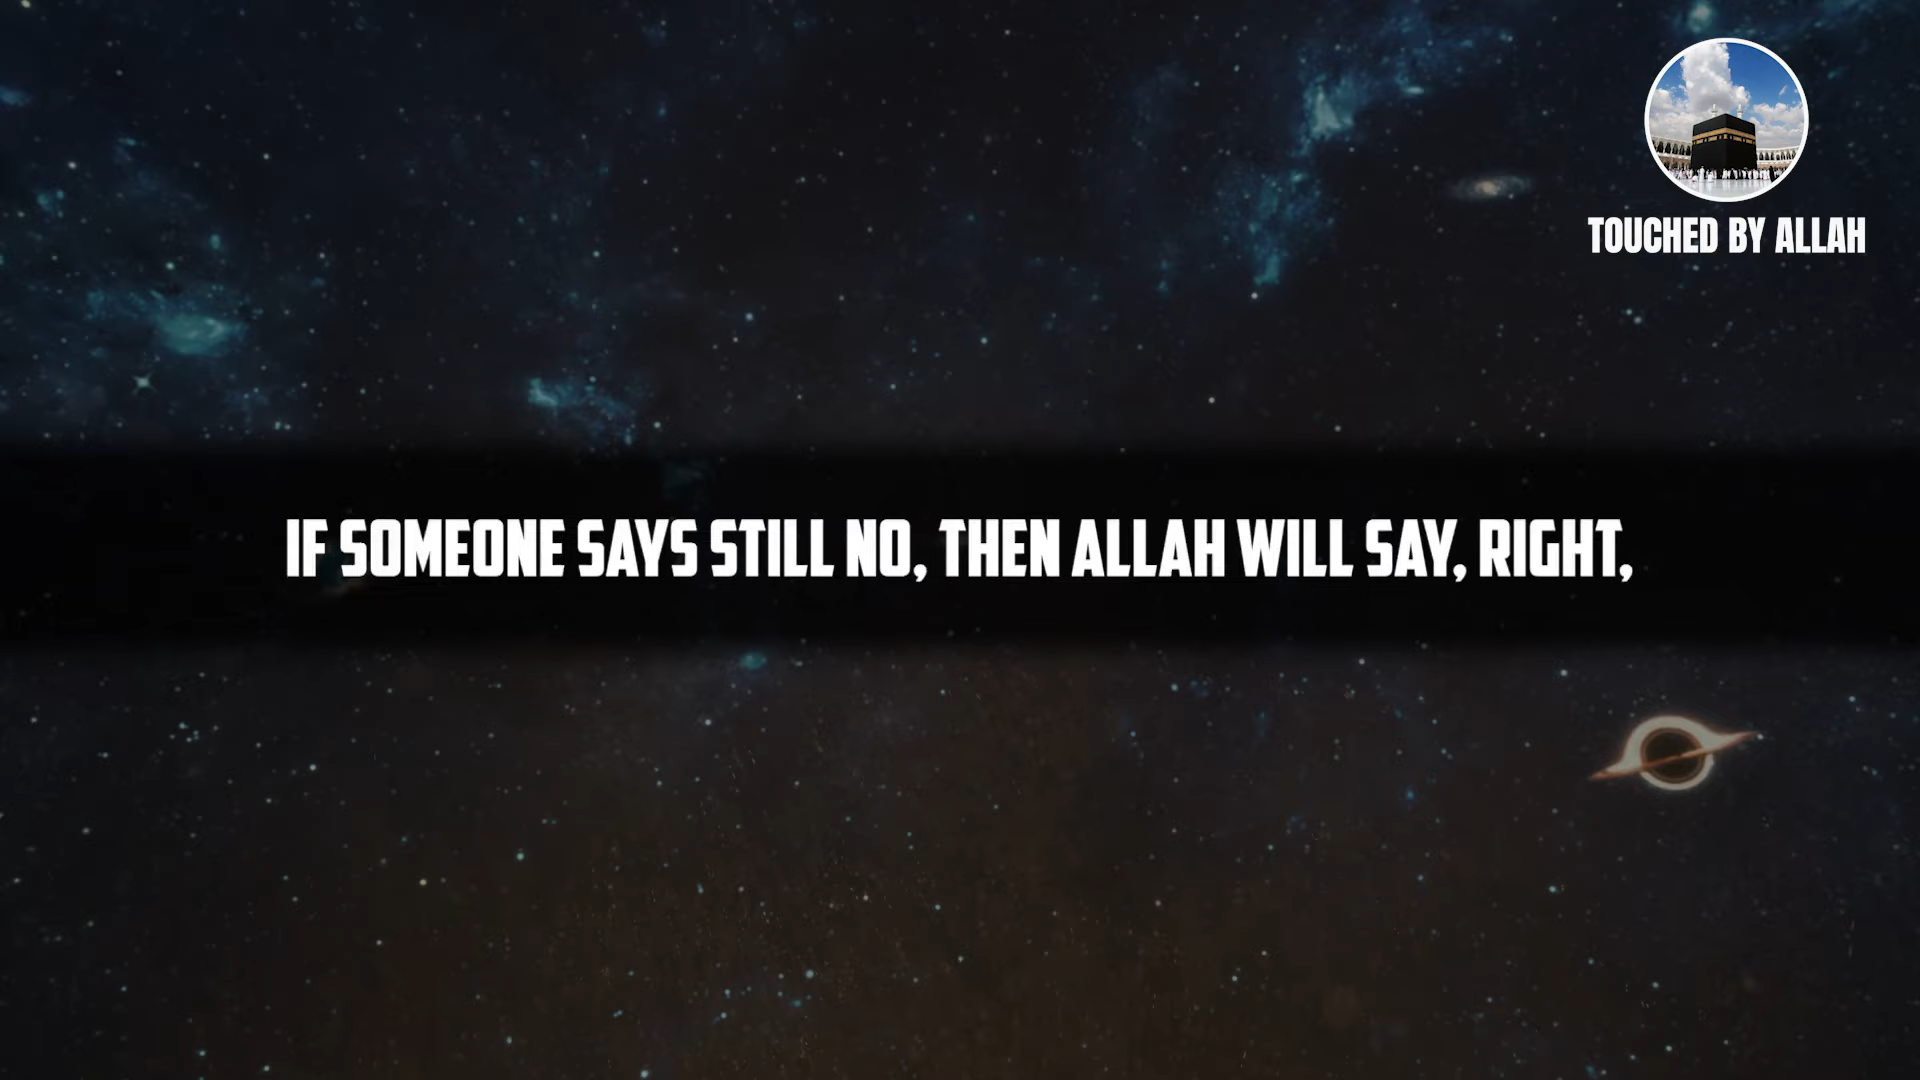 TOUCHED BY ALLAH
IF SOMEONE SAYS STILL NO, THEN ALLAH WILL SAY, RIGHT,